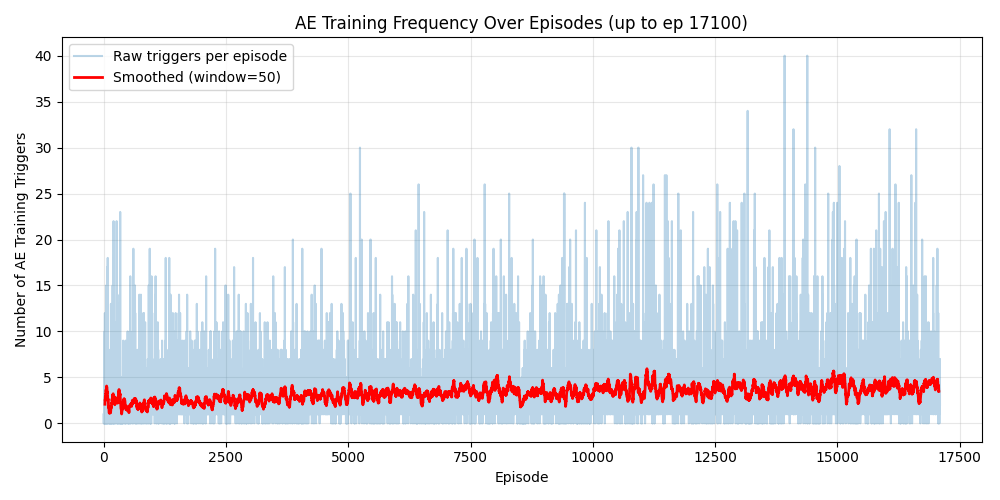 AE Training Frequency Over Episodes (up to ep 17100)
Raw triggers per episode
Smoothed (window=50)
Number of AE Training Triggers
40
35
30
25
20
15
10
5
0
0 2500 5000 7500 10000 12500 15000 17500
Episode